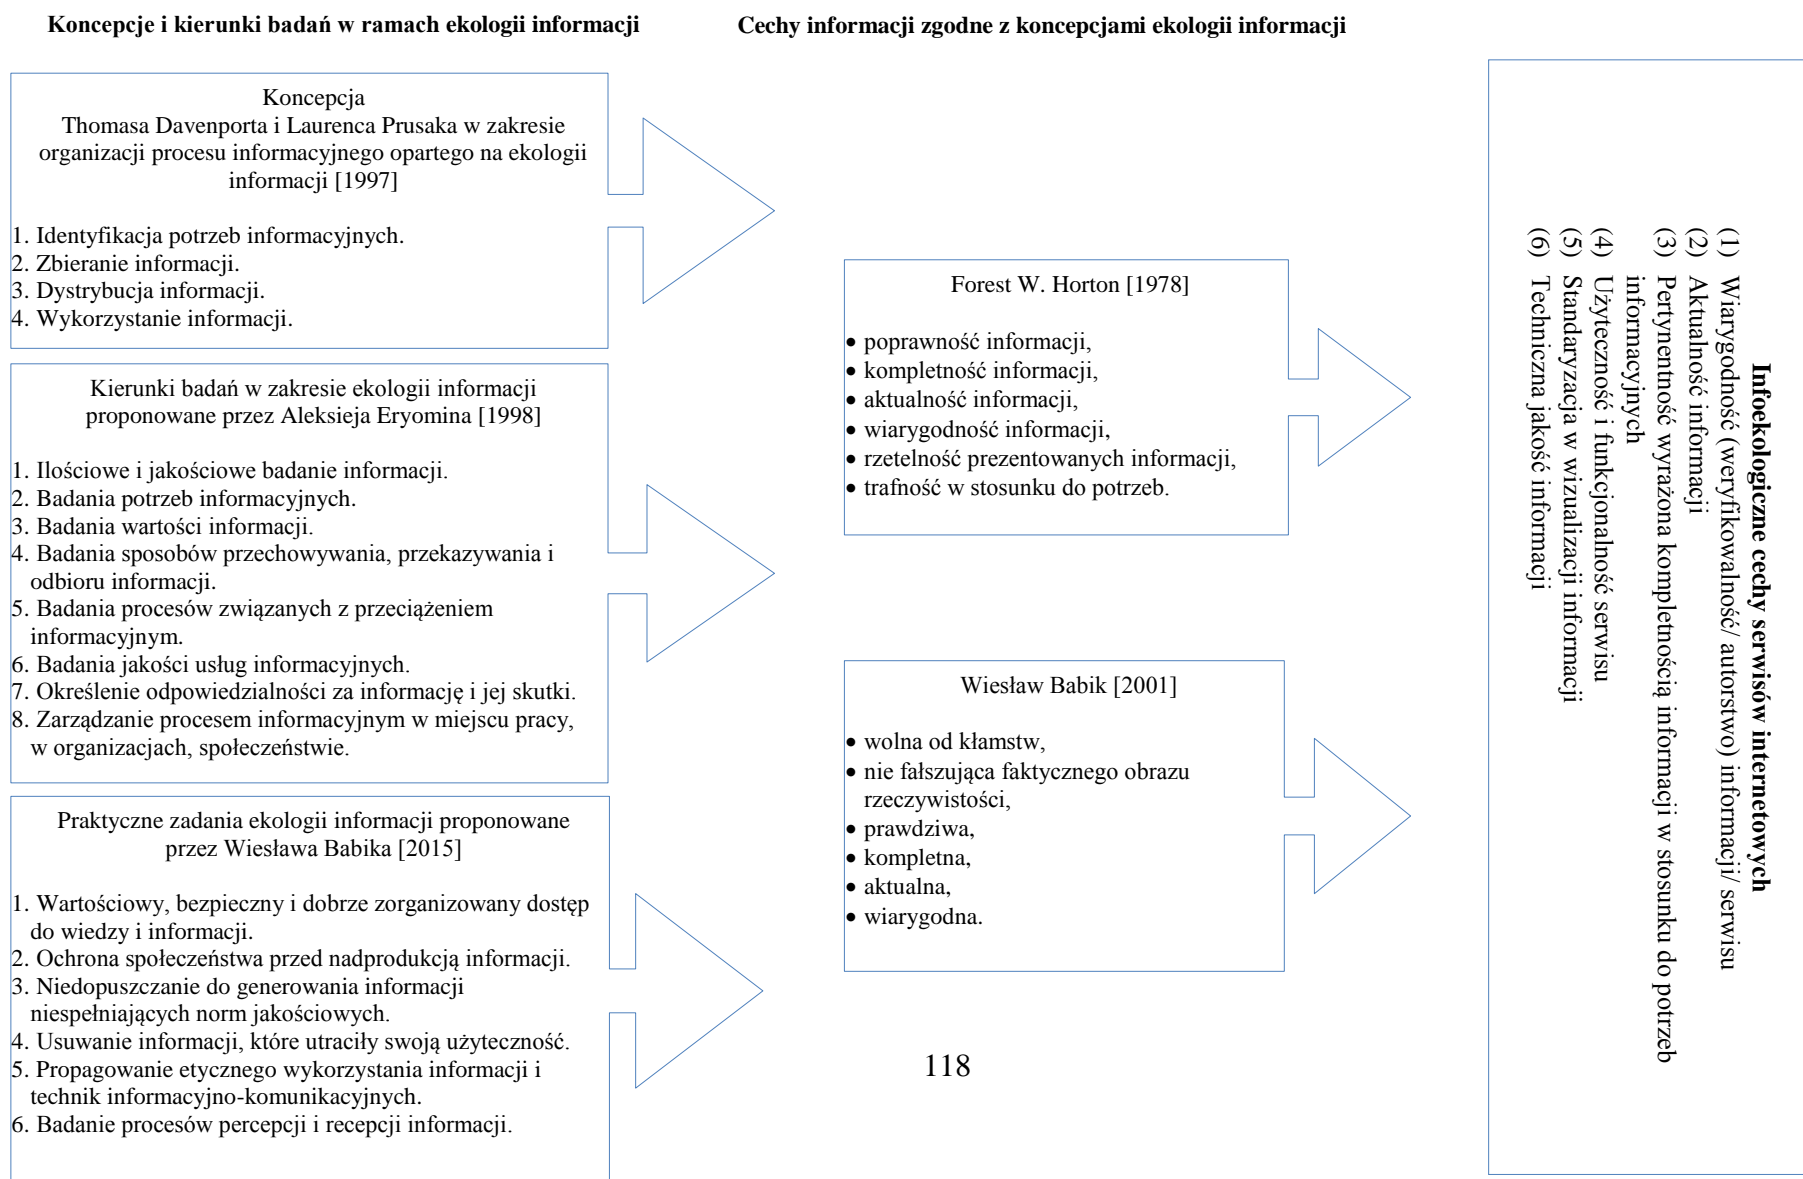 Koncepcje i kierunki badań w ramach ekologii informacji
Cechy informacji zgodne z koncepcjami ekologii informacji
Koncepcja
Thomasa Davenporta i Laurenca Prusaka w zakresie
organizacji procesu informacyjnego opartego na ekologii
informacji [1997]
1. Identyfikacja potrzeb informacyjnych.
2. Zbieranie informacji.
3. Dystrybucja informacji.
4. Wykorzystanie informacji.
Kierunki badań w zakresie ekologii informacji
proponowane przez Aleksieja Eryomina [1998]
1. Ilościowe i jakościowe badanie informacji.
2. Badania potrzeb informacyjnych.
3. Badania wartości informacji.
4. Badania sposobów przechowywania, przekazywania i
odbioru informacji.
5. Badania procesów związanych z przeciążeniem
informacyjnym.
6. Badania jakości usług informacyjnych.
7. Określenie odpowiedzialności za informację i jej skutki.
8. Zarządzanie procesem informacyjnym w miejscu pracy,
w organizacjach, społeczeństwie.
Praktyczne zadania ekologii informacji proponowane
przez Wiesława Babika [2015]
1. Wartościowy, bezpieczny i dobrze zorganizowany dostęp
do wiedzy i informacji.
2. Ochrona społeczeństwa przed nadprodukcją informacji.
3. Niedopuszczanie do generowania informacji
niespełniających norm jakościowych.
4. Usuwanie informacji, które utraciły swoją użyteczność.
5. Propagowanie etycznego wykorzystania informacji i
technik informacyjno-komunikacyjnych.
6. Badanie procesów percepcji i recepcji informacji.
Forest W. Horton [1978]
• poprawność informacji,
• kompletność informacji,
• aktualność informacji,
• wiarygodność informacji,
• rzetelność prezentowanych informacji,
• trafność w stosunku do potrzeb.
Wiesław Babik [2001]
• wolna od kłamstw,
• nie fałszująca faktycznego obrazu
rzeczywistości,
• prawdziwa,
• kompletna,
• aktualna,
• wiarygodna.
Infoekologiczne cechy serwisów internetowych
(1) Wiarygodność (weryfikowalność/ autorstwo) informacji/ serwisu
(2) Aktualność informacji
(3) Pertynentność wyrażona kompletnością informacji w stosunku do potrzeb
informacyjnych
(4) Użyteczność i funkcjonalność serwisu
(5) Standaryzacja w wizualizacji informacji
(6) Techniczna jakość informacji
118